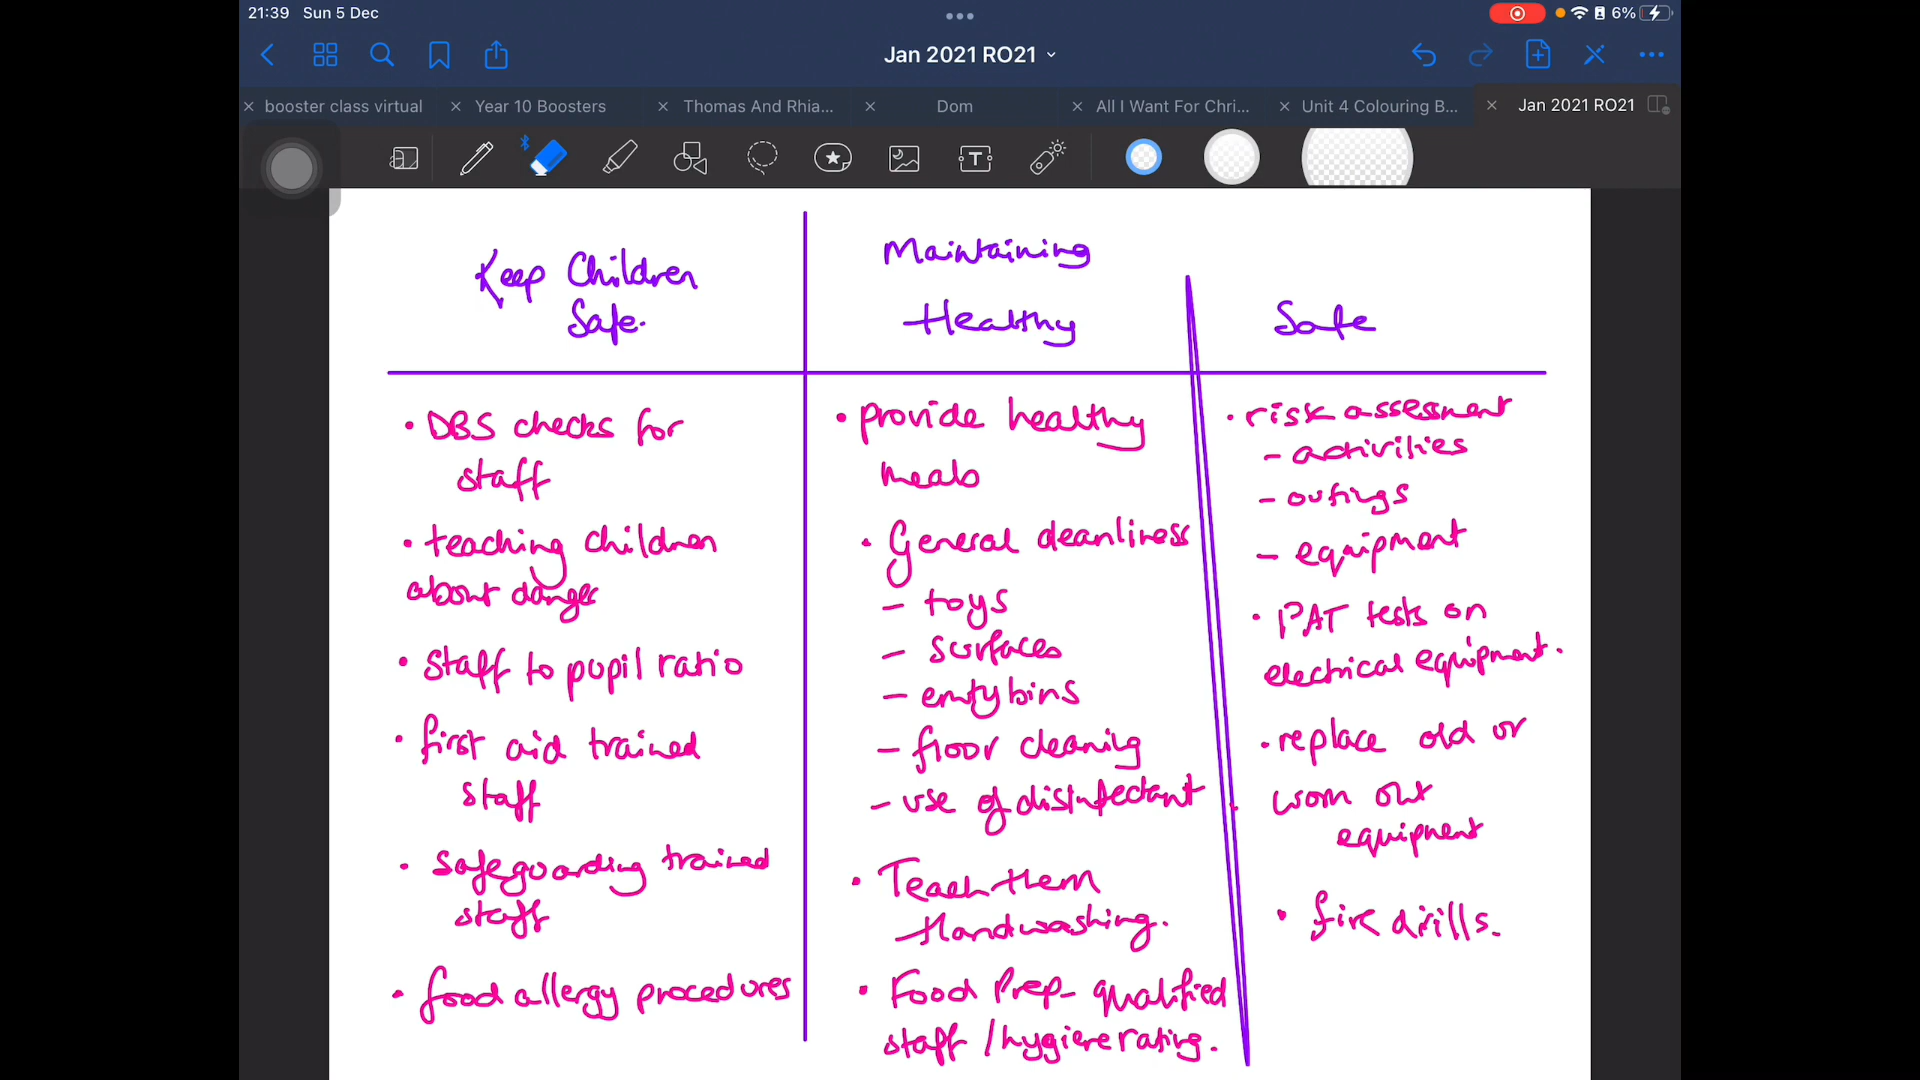 21:39 Sun 5 Dec
6%
Jan 2021 RO21
booster class virtual
Year 10 Boosters
Thomas And Rhia...
Dom
All I Want For Chri...
Unit 4 Colouring B...
Jan 2021 RO21
Keep Children
Safe.
• DBS checks for
staff
• teaching children
about danger
• staff to pupil ratio
• first aid trained
staff
• Safeguarding trained
staff
• food allergy procedures
Maintaining
Healthy
• provide healthy
meals
• General cleanliness
- toys
- surfaces
- emty bins
- floor cleaning
- use of disinfectant
• Teach them
Handwashing.
• Food Prep - qualified
staff / hygiene rating.
Safe
• risk assessment
- activities
- outings
- equipment
• PAT tests on
electrical equipment.
• replace old or
worn out
equipment
• fire drills.